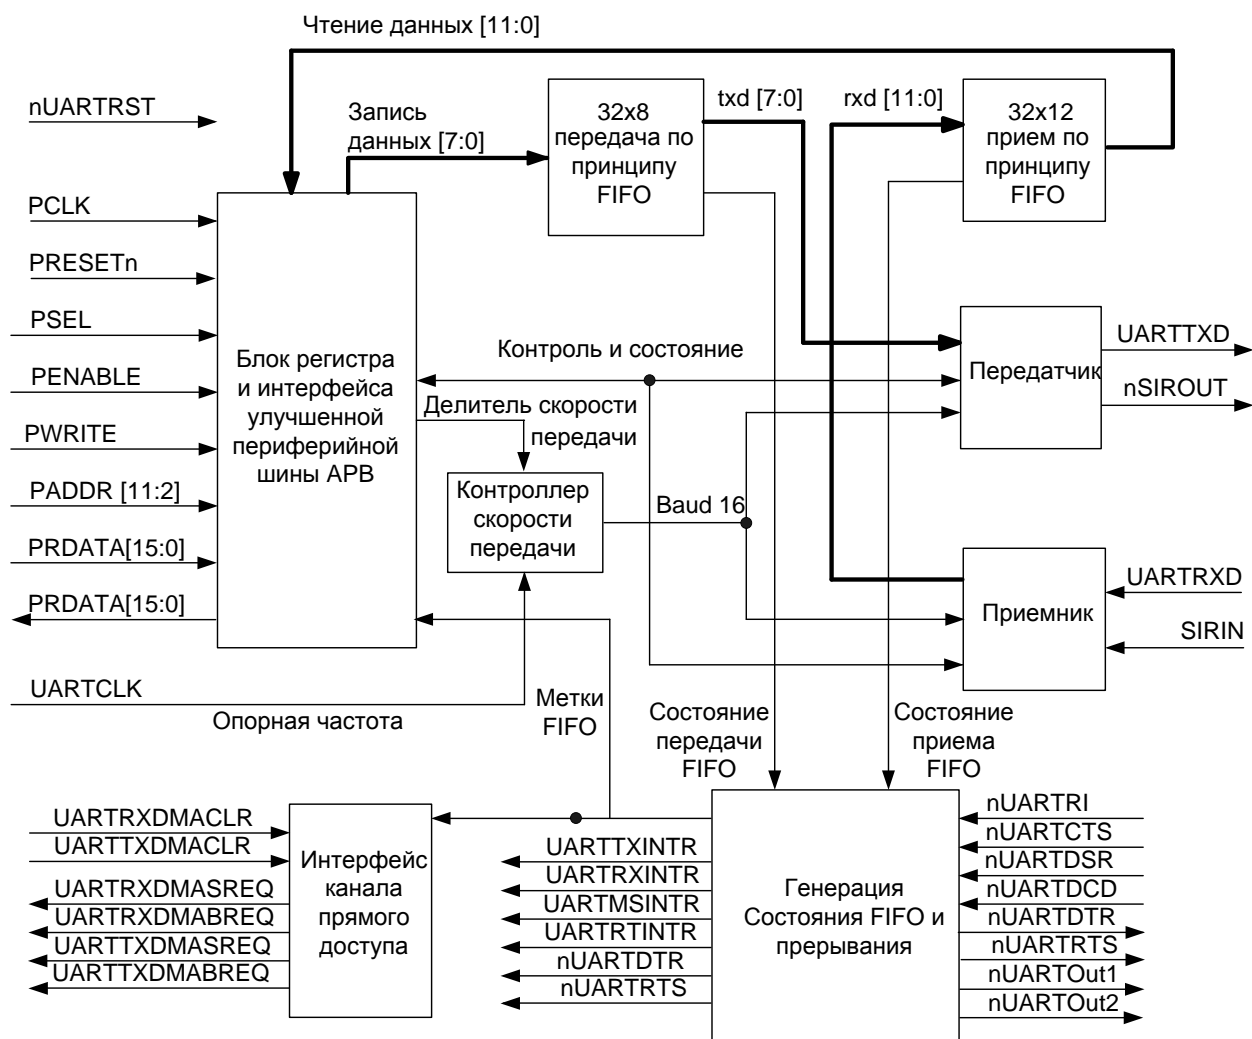 Чтение данных [11:0]
nUARTRST
Запись
данных [7:0]
32x8
передача по
принципу
FIFO
txd [7:0]
rxd [11:0]
32x12
прием по
принципу
FIFO
PCLK
PRESETn
PSEL
PENABLE
PWRITE
PADDR [11:2]
PRDATA[15:0]
PRDATA[15:0]
UARTCLK
Опорная частота
Блок регистра
и интерфейса
улучшенной
периферийной
шины APB
Контроль и состояние
Делитель скорости
передачи
Контроллер
скорости
передачи
Baud 16
Передатчик
UARTTXD
nSIROUT
Приемник
UARTRXD
SIRIN
Метки
FIFO
Состояние
передачи
FIFO
Состояние
приема
FIFO
UARTRXDMACLR
UARTTXDMACLR
UARTRXDMASREQ
UARTRXDMABREQ
UARTTXDMASREQ
UARTTXDMABREQ
Интерфейс
канала
прямого
доступа
UARTTXINTR
UARTRXINTR
UARTMSINTR
UARTRTINTR
nUARTDTR
nUARTRTS
Генерация
Состояния FIFO и
прерывания
nUARTRI
nUARTCTS
nUARTDSR
nUARTDCD
nUARTDTR
nUARTRTS
nUARTOut1
nUARTOut2